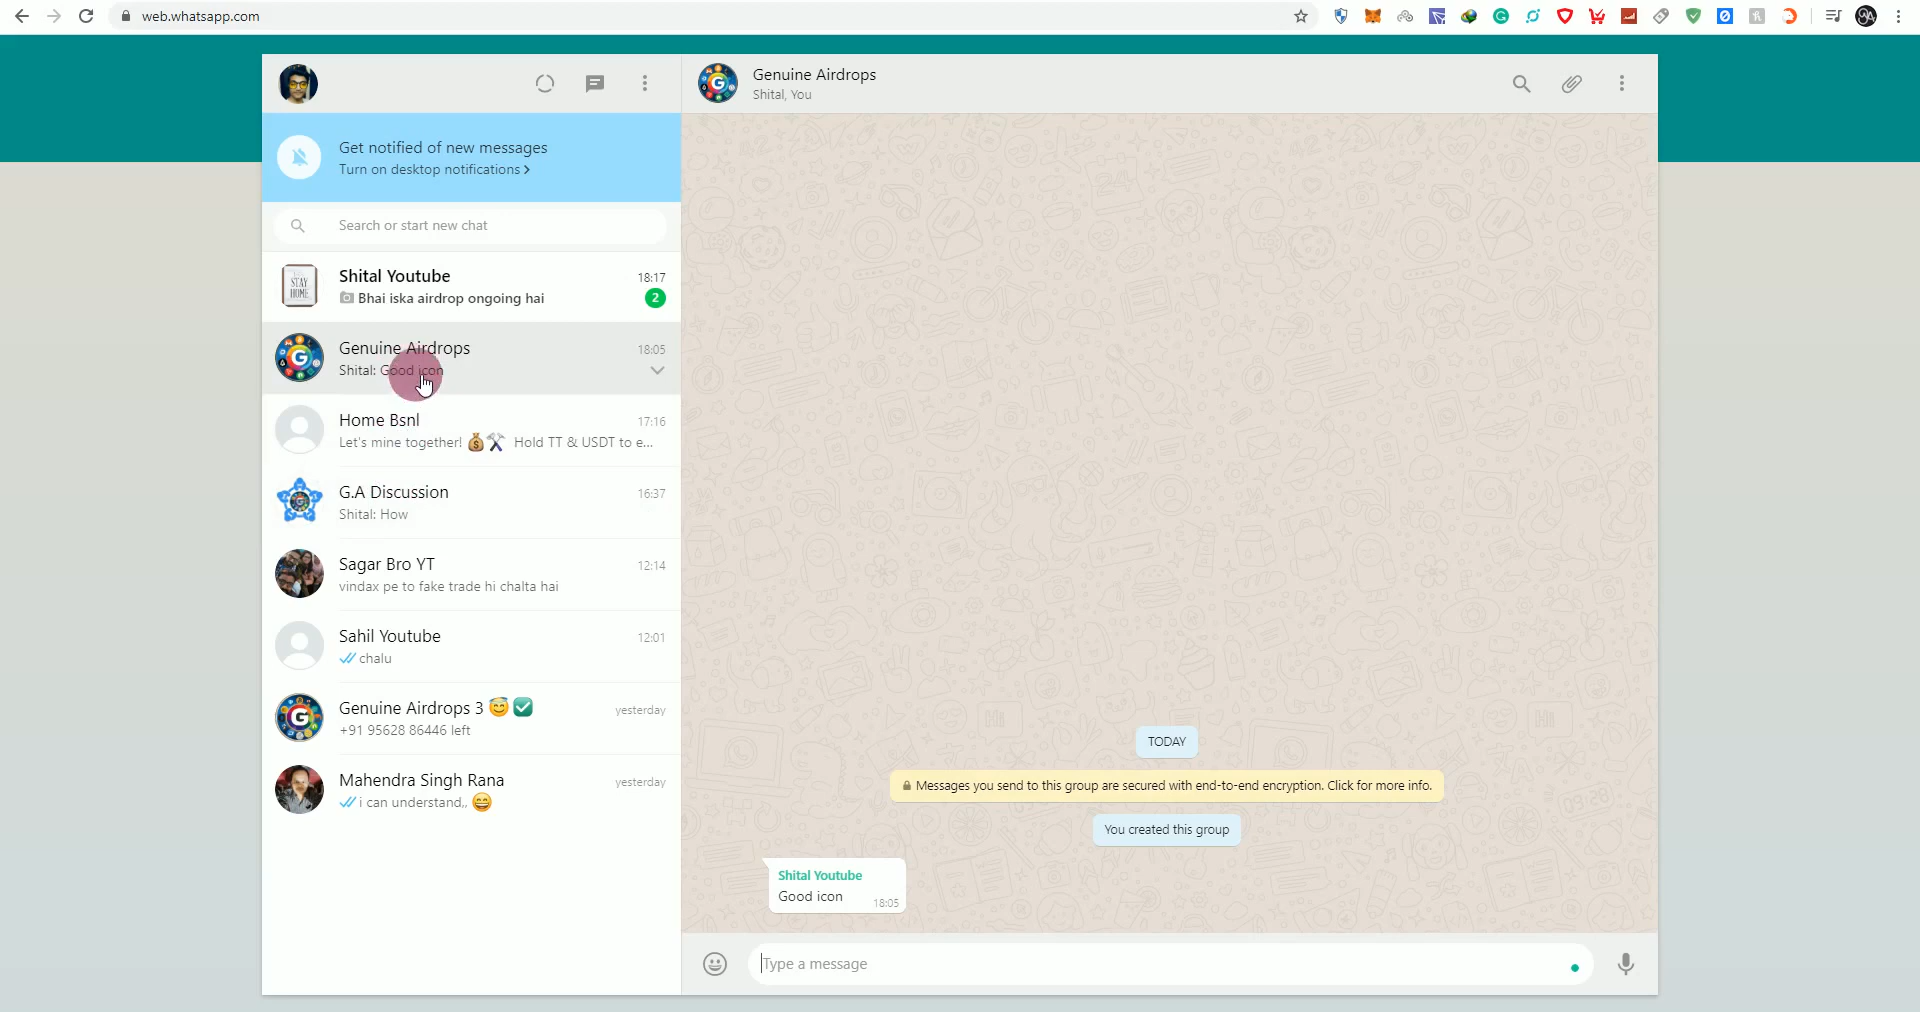 web.whatsapp.com
Genuine Airdrops
Shital, You
Get notified of new messages
Turn on desktop notifications >
Search or start new chat
Shital Youtube
18:17
Bhai iska airdrop ongoing hai
2
Genuine Airdrops
18:05
Shital: Good icon
Home Bsnl
17:16
Let's mine together! 💰⚒ Hold TT & USDT to e...
G.A Discussion
16:37
Shital: How
Sagar Bro YT
12:14
vindax pe to fake trade hi chalta hai
Sahil Youtube
12:01
chalu
Genuine Airdrops 3 😇✅
yesterday
+91 95628 86446 left
Mahendra Singh Rana
yesterday
i can understand,, 😄
TODAY
Messages you send to this group are secured with end-to-end encryption. Click for more info.
You created this group
Shital Youtube
Good icon
18:05
Type a message